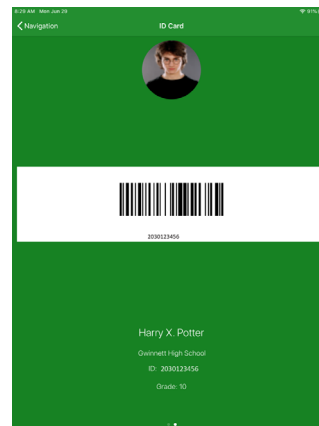 8:29 AM Mon Jun 29
91%
Navigation
ID Card
2030123456
Harry X. Potter
Gwinnett High School
ID: 2030123456
Grade: 10